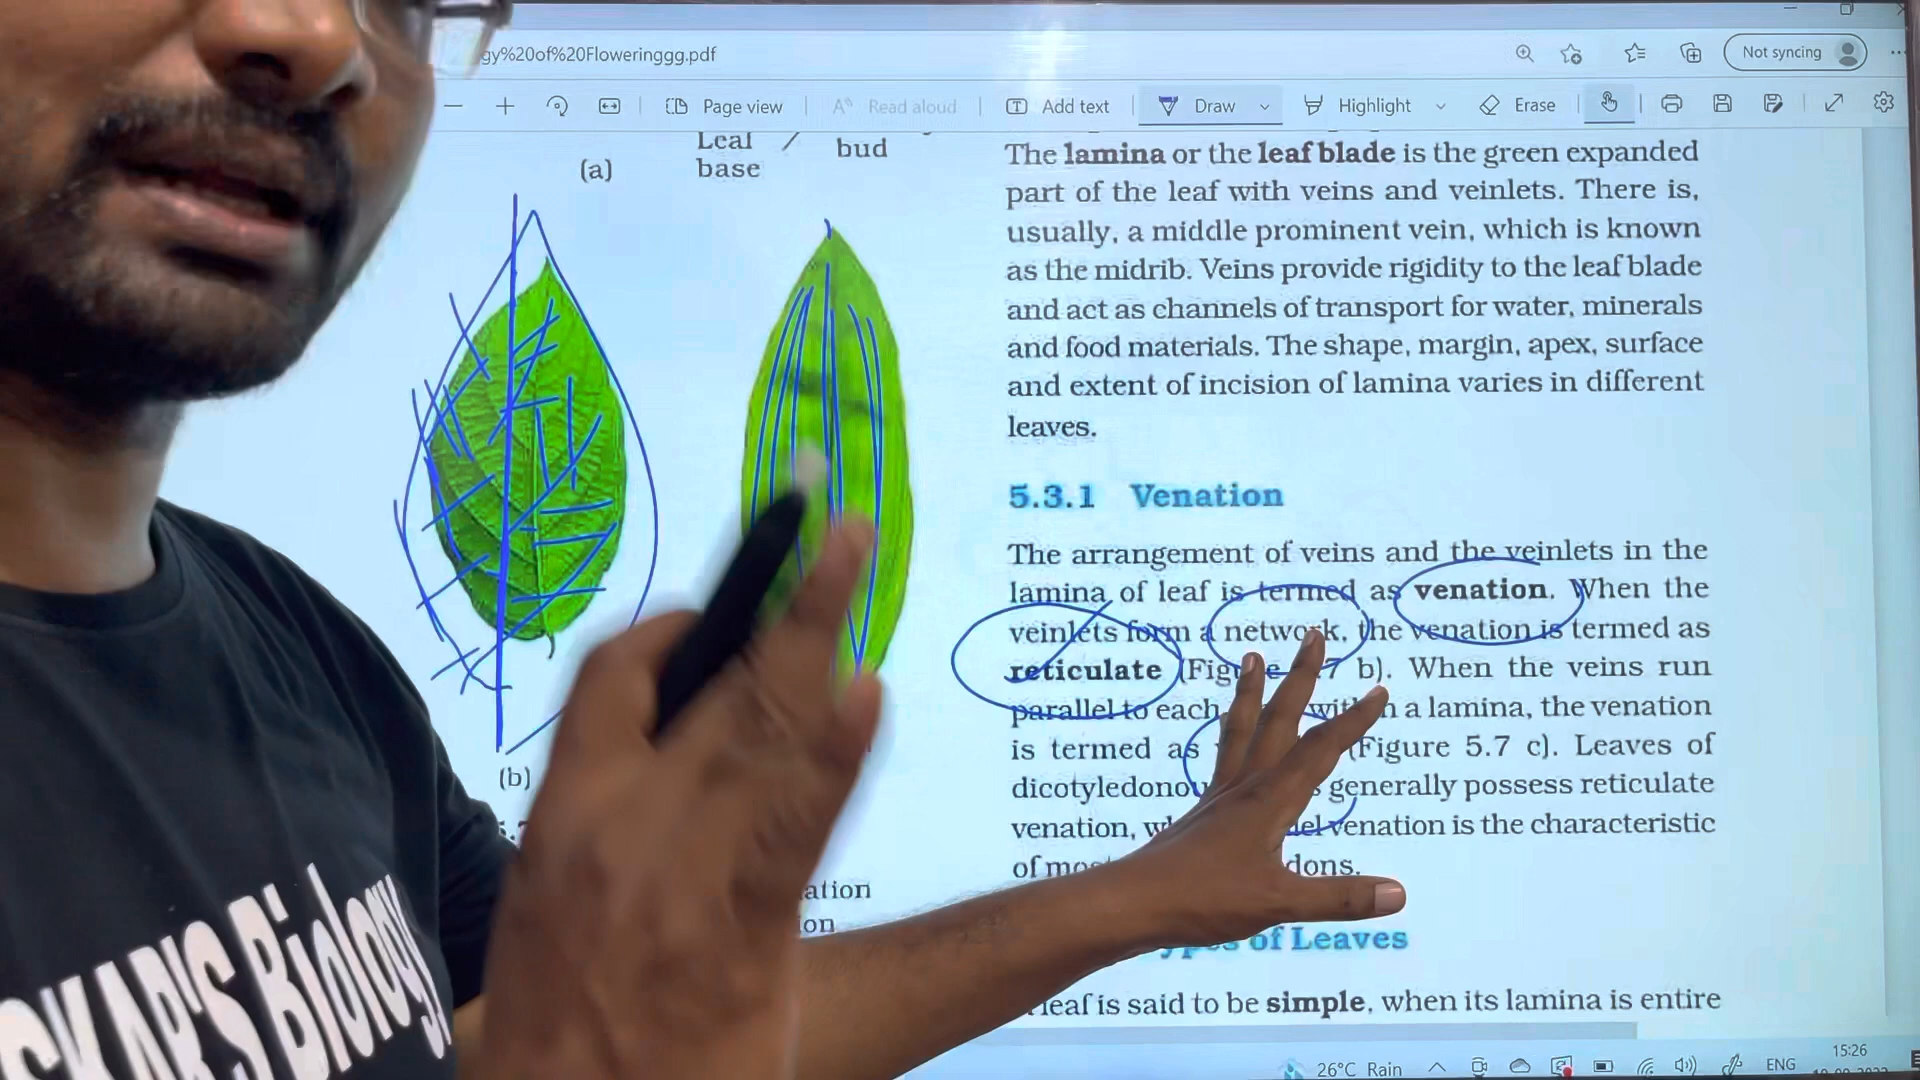 gy%20of%20Floweringgg.pdf
Not syncing
Page view
Read aloud
Add text
Draw
Highlight
Erase
Leaf
base
bud
(a)
The lamina or the leaf blade is the green expanded
part of the leaf with veins and veinlets. There is,
usually, a middle prominent vein, which is known
as the midrib. Veins provide rigidity to the leaf blade
and act as channels of transport for water, minerals
and food materials. The shape, margin, apex, surface
and extent of incision of lamina varies in different
leaves.
5.3.1 Venation
The arrangement of veins and the veinlets in the
lamina of leaf is termed as venation. When the
veinlets form a network, the venation is termed as
reticulate (Figure 7 b). When the veins run
parallel to each within a lamina, the venation
is termed as (Figure 5.7 c). Leaves of
generally possess reticulate
venation, venation is the characteristic
of
(b)
ation
ion
of Leaves
leaf is said to be simple, when its lamina is entire
SKAR'S Biology
26°C Rain
ENG
15:26